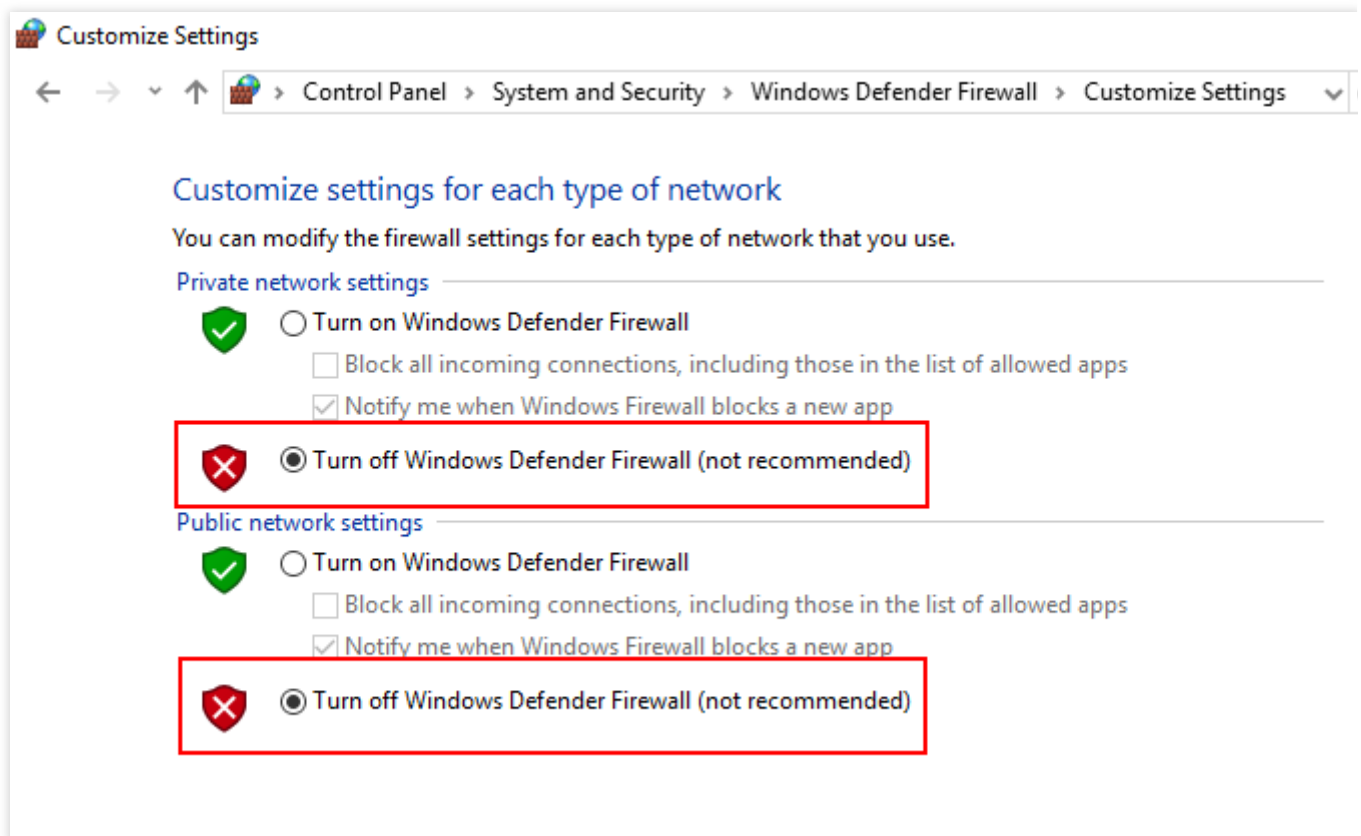 Customize Settings
Control Panel > System and Security > Windows Defender Firewall > Customize Settings
Customize settings for each type of network
You can modify the firewall settings for each type of network that you use.
Private network settings
Turn on Windows Defender Firewall
Block all incoming connections, including those in the list of allowed apps
Notify me when Windows Firewall blocks a new app
Turn off Windows Defender Firewall (not recommended)
Public network settings
Turn on Windows Defender Firewall
Block all incoming connections, including those in the list of allowed apps
Notify me when Windows Firewall blocks a new app
Turn off Windows Defender Firewall (not recommended)